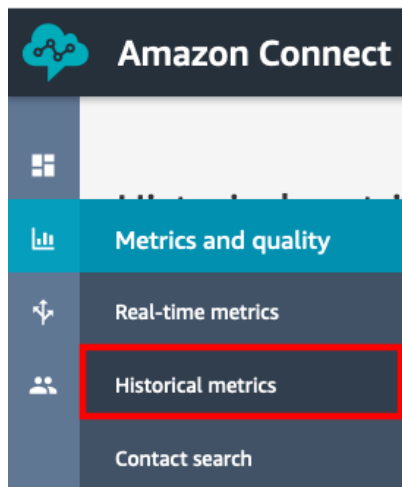 Amazon Connect
Metrics and quality
Real-time metrics
Historical metrics
Contact search